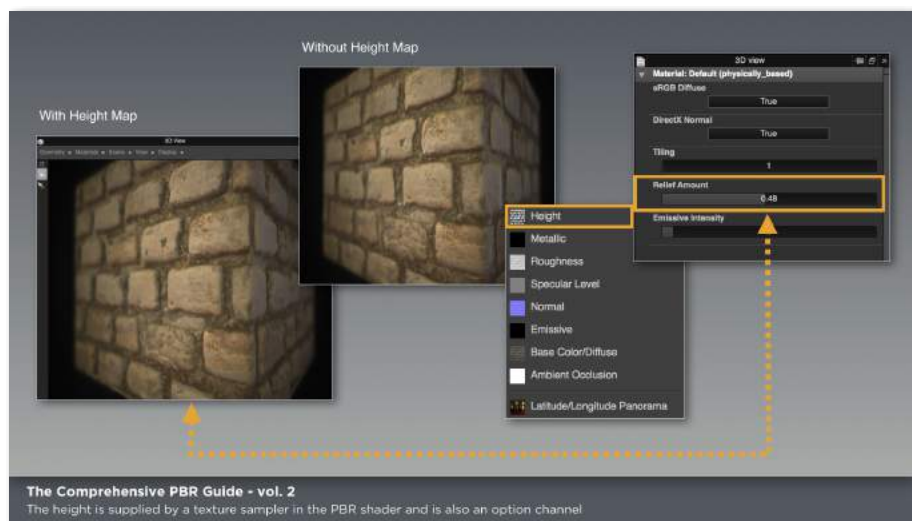 Without Height Map
With Height Map
3D View
3D view
Material: Default (physically_based)
sRGB Diffuse
True
DirectX Normal
True
Tiling
1
Relief Amount
0.48
Emissive Intensity
Height
Metallic
Roughness
Specular Level
Normal
Emissive
Base Color/Diffuse
Ambient Occlusion
Latitude/Longitude Panorama
The Comprehensive PBR Guide - vol. 2
The height is supplied by a texture sampler in the PBR shader and is also an option channel